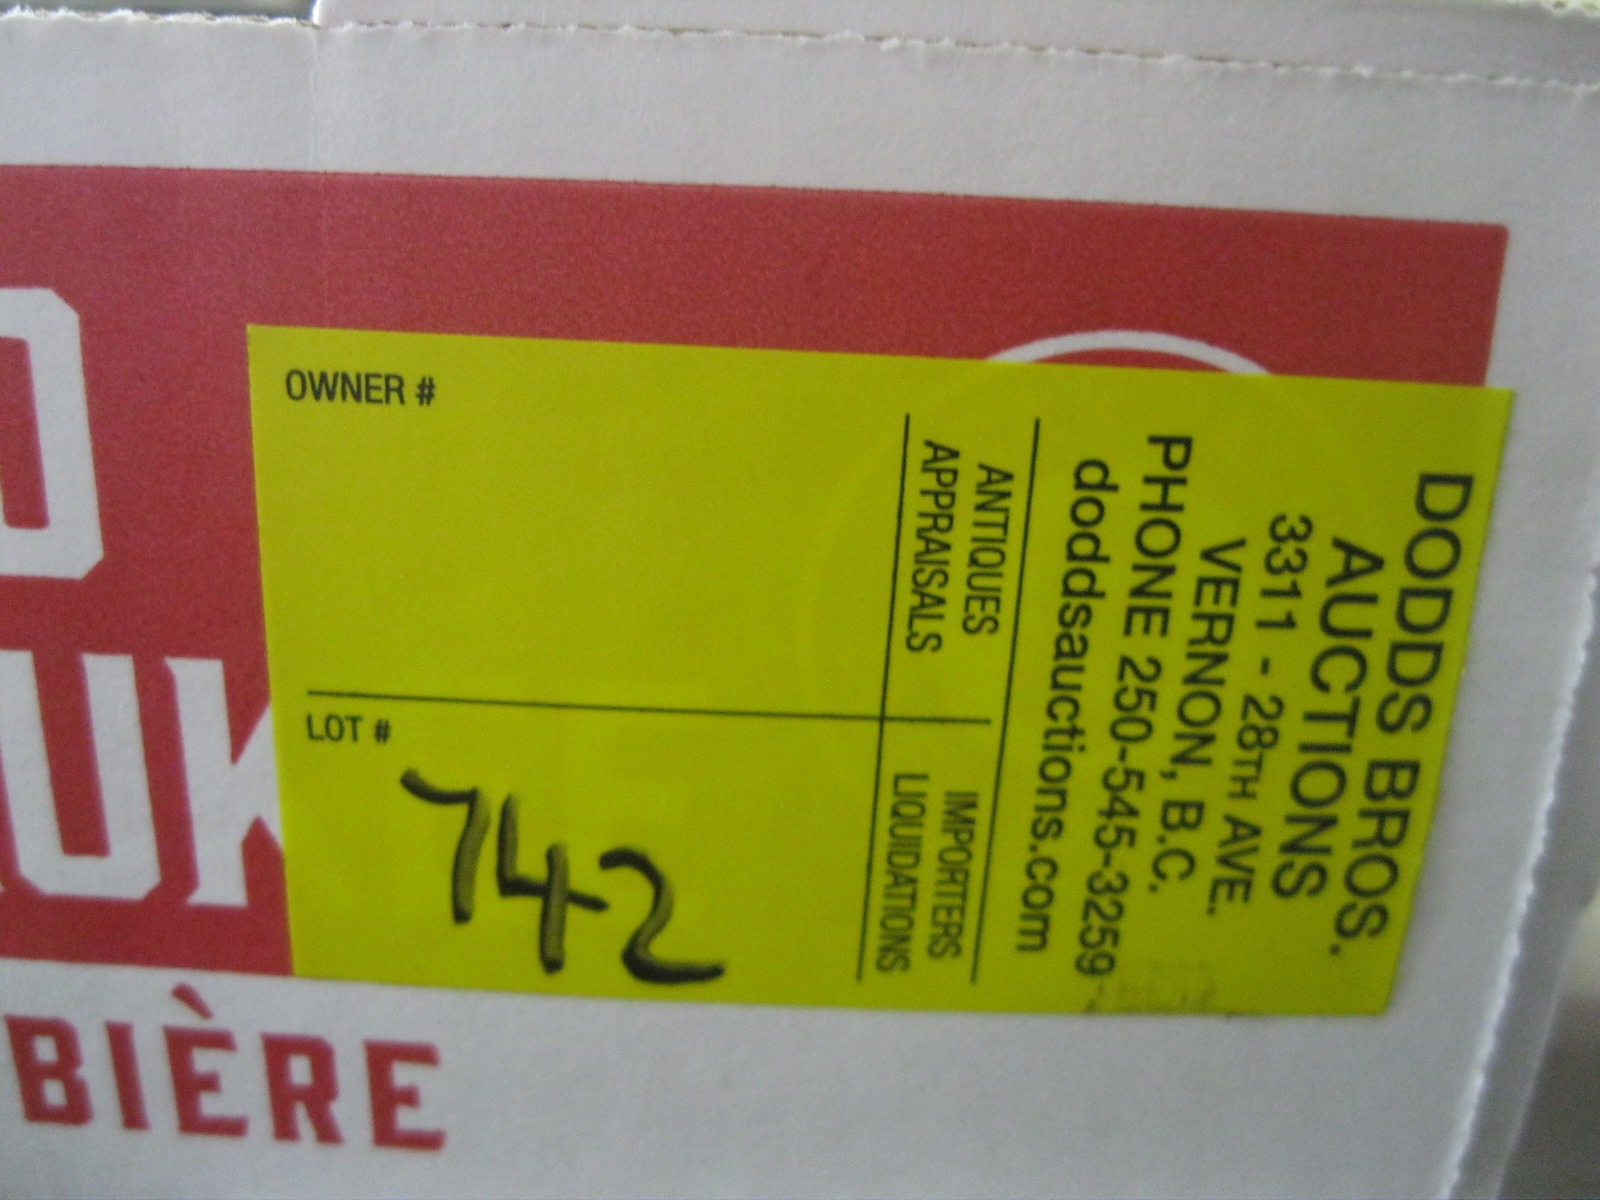 OWNER #
LOT #
742
DODDS BROS.
AUCTIONS
3311 - 28TH AVE.
VERNON, B.C.
PHONE 250-545-3259
doddsauctions.com
ANTIQUES
APPRAISALS
IMPORTERS
LIQUIDATIONS
BIÈRE